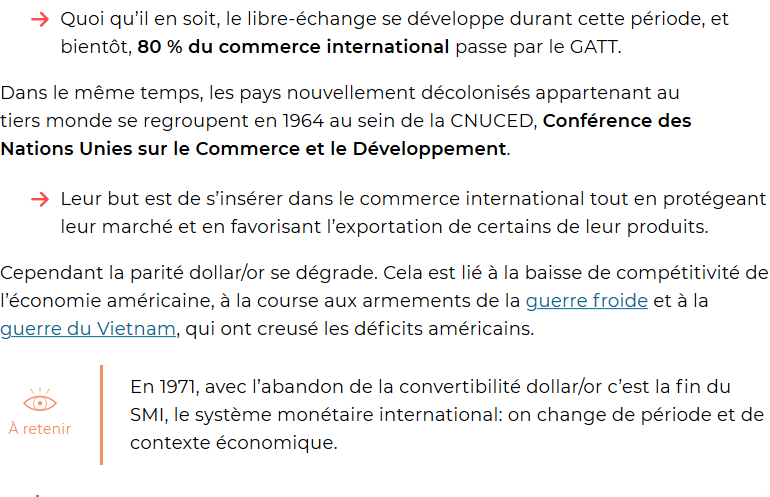 Quoi qu'il en soit, le libre-échange se développe durant cette période, et
bientôt, 80 % du commerce international passe par le GATT.
Dans le même temps, les pays nouvellement décolonisés appartenant au
tiers monde se regroupent en 1964 au sein de la CNUCED, Conférence des
Nations Unies sur le Commerce et le Développement.
Leur but est de s'insérer dans le commerce international tout en protégeant
leur marché et en favorisant l'exportation de certains de leur produits.
Cependant la parité dollar/or se dégrade. Cela est lié à la baisse de compétitivité de
l'économie américaine, à la course aux armements de la guerre froide et à la
guerre du Vietnam, qui ont creusé les déficits américains.
À retenir
En 1971, avec l'abandon de la convertibilité dollar/or c'est la fin du
SMI, le système monétaire international: on change de période et de
contexte économique.